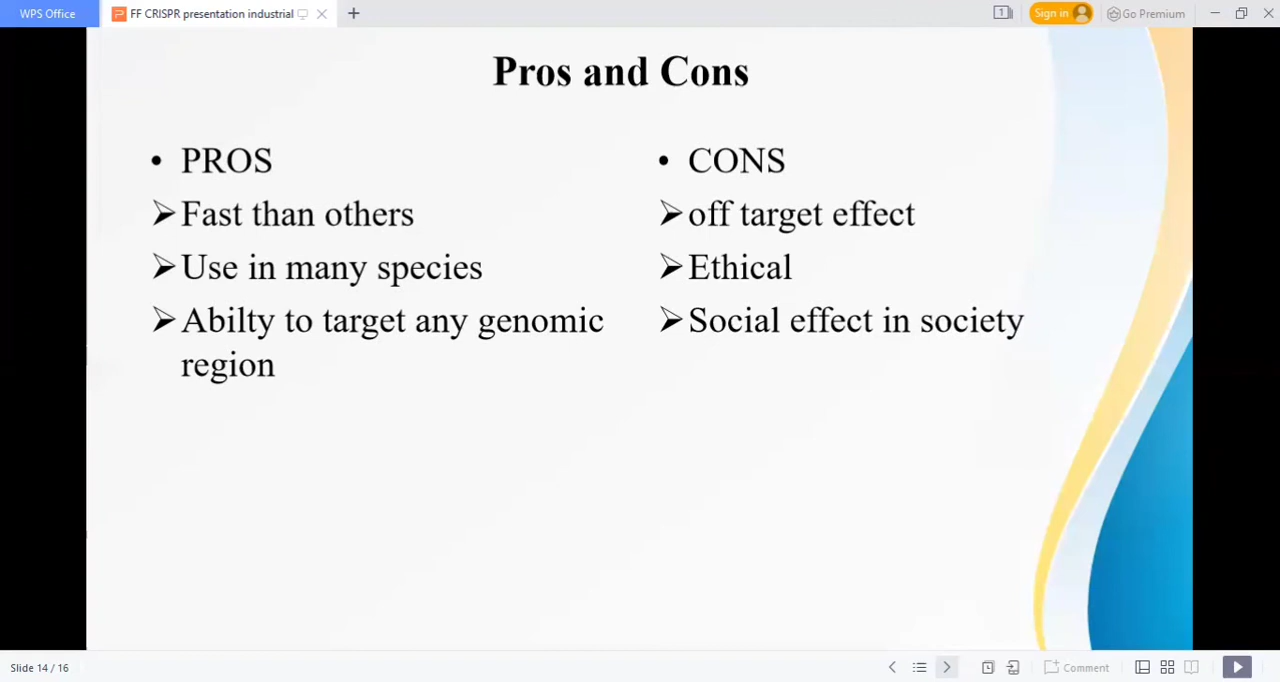 WPS Office
FF CRISPR presentation industrial
1
Sign in
Go Premium
Pros and Cons
• PROS
➢Fast than others
➢Use in many species
➢Abilty to target any genomic
region
• CONS
➢off target effect
➢Ethical
➢Social effect in society
Slide 14 / 16
Comment